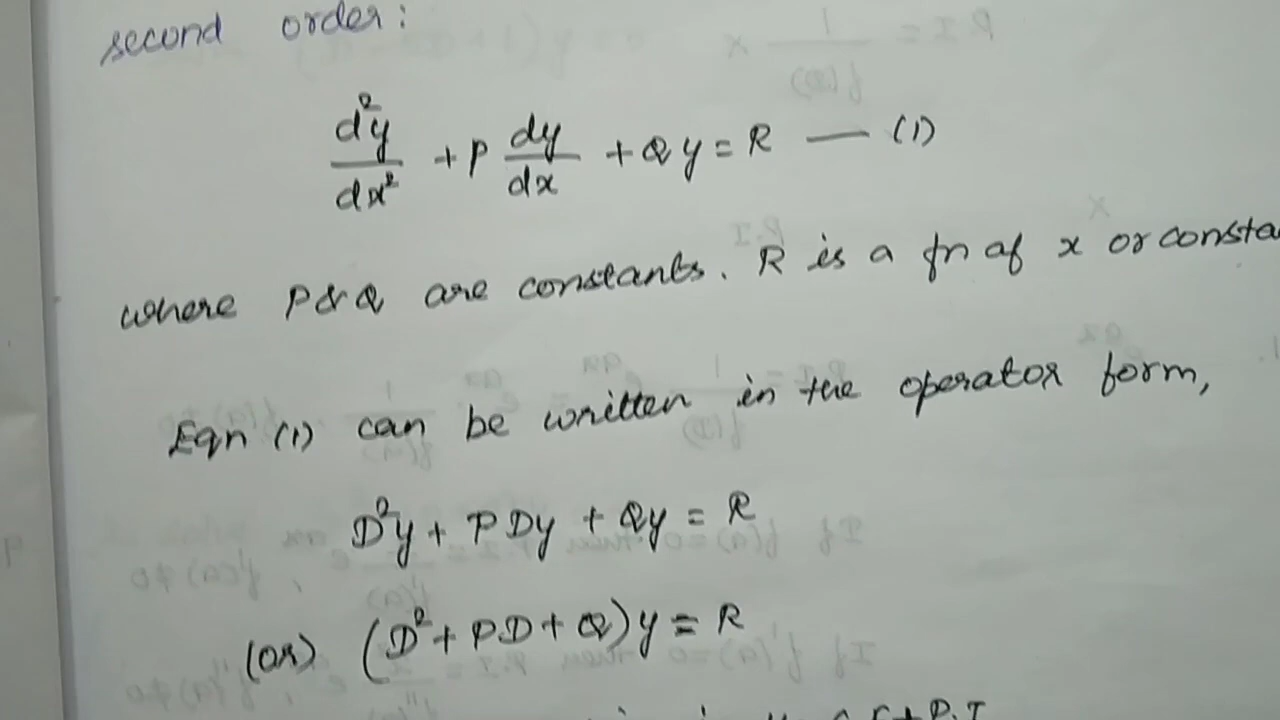 second order:
d²y/dx² + P dy/dx + Qy = R — (1)
where P & Q are constants. R is a fn of x or consta
Eqn (1) can be written in the operator form,
D²y + PDy + Qy = R
(or) (D² + PD + Q)y = R